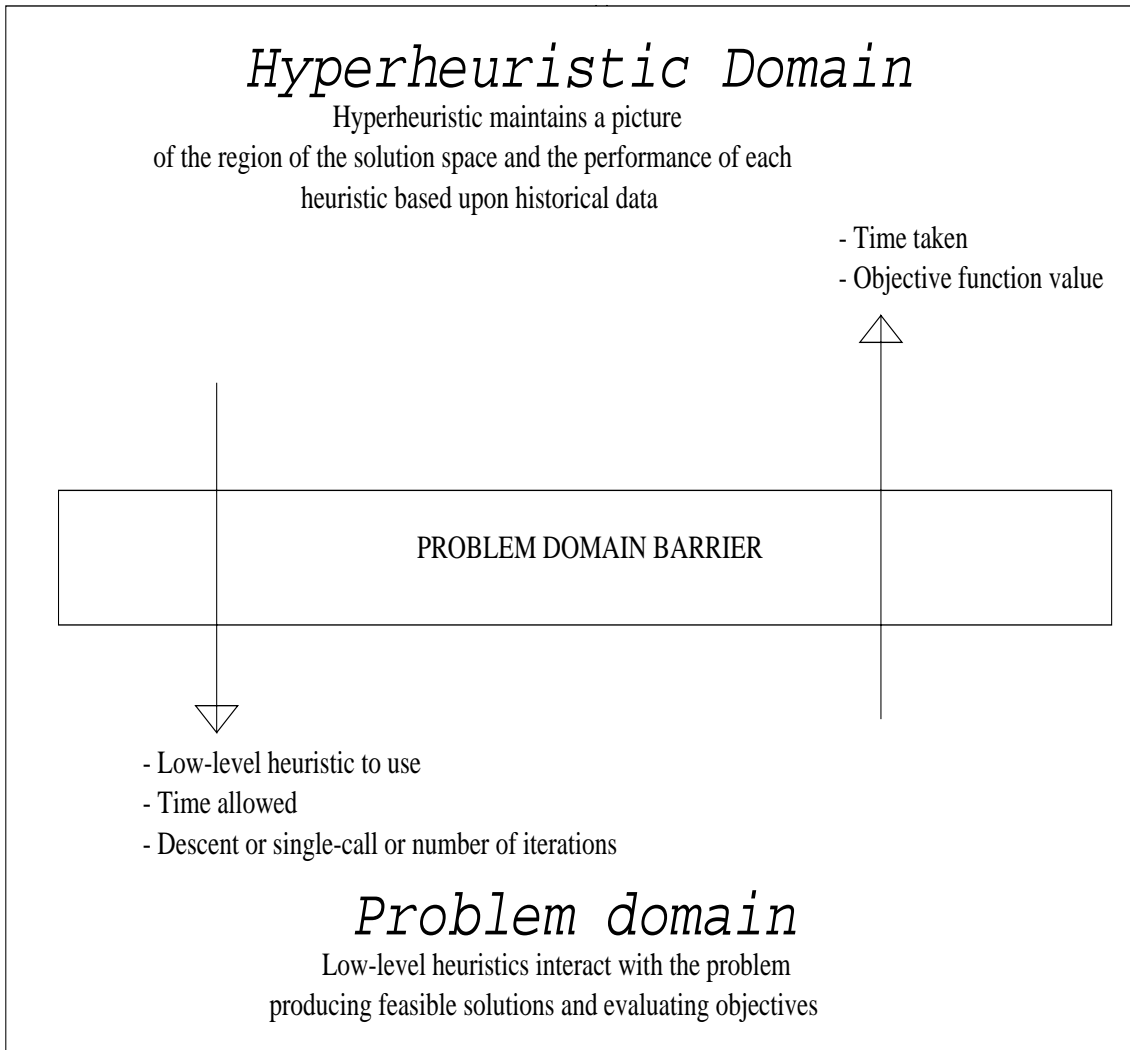 Hyperheuristic Domain
Hyperheuristic maintains a picture
of the region of the solution space and the performance of each
heuristic based upon historical data
- Time taken
- Objective function value
PROBLEM DOMAIN BARRIER
- Low-level heuristic to use
- Time allowed
- Descent or single-call or number of iterations
Problem domain
Low-level heuristics interact with the problem
producing feasible solutions and evaluating objectives